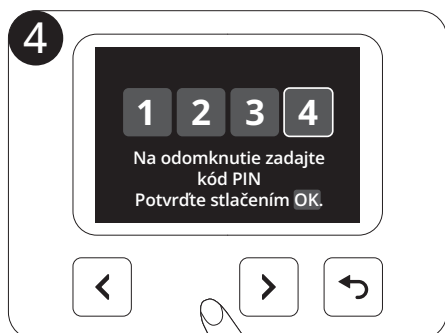 4
1 2 3 4
Na odomknutie zadajte
kód PIN
Potvrďte stlačením OK.